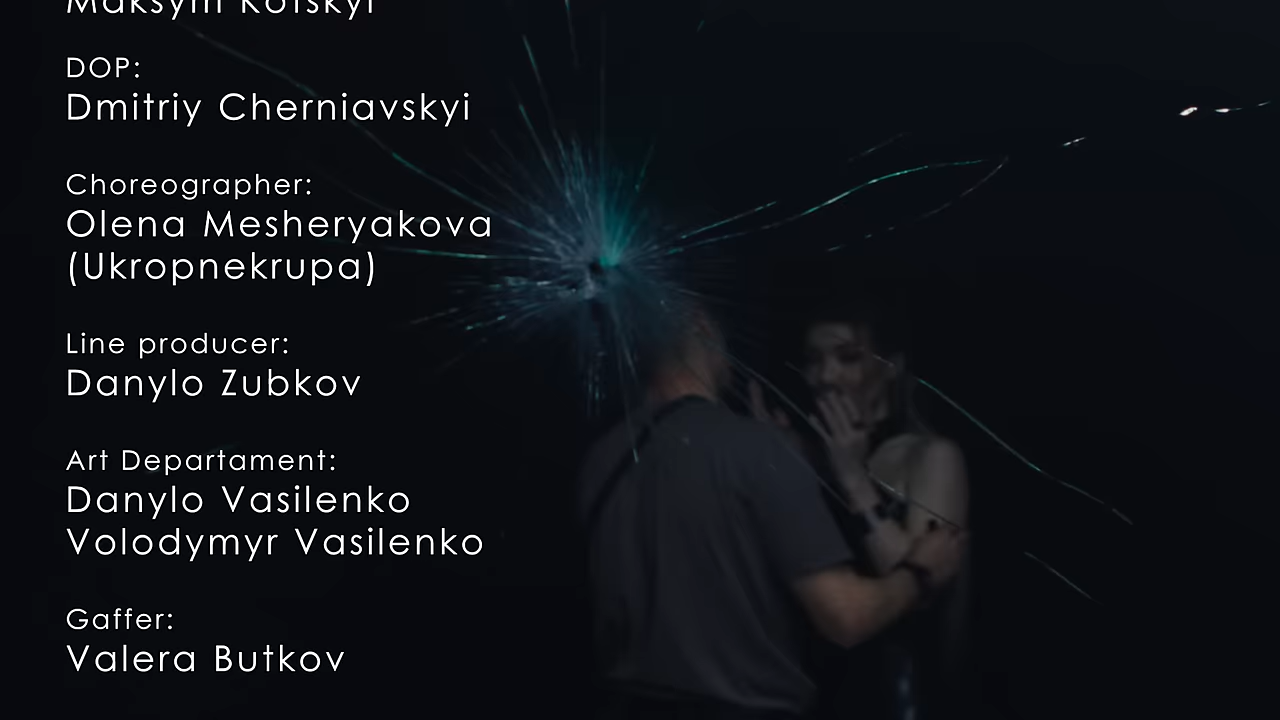 Maksym
DOP:
Dmitriy Cherniavskyi
Choreographer:
Olena Mesheryakova
(Ukropnekrupa)
Line producer:
Danylo Zubkov
Art Departament:
Danylo Vasilenko
Volodymyr Vasilenko
Gaffer:
Valera Butkov